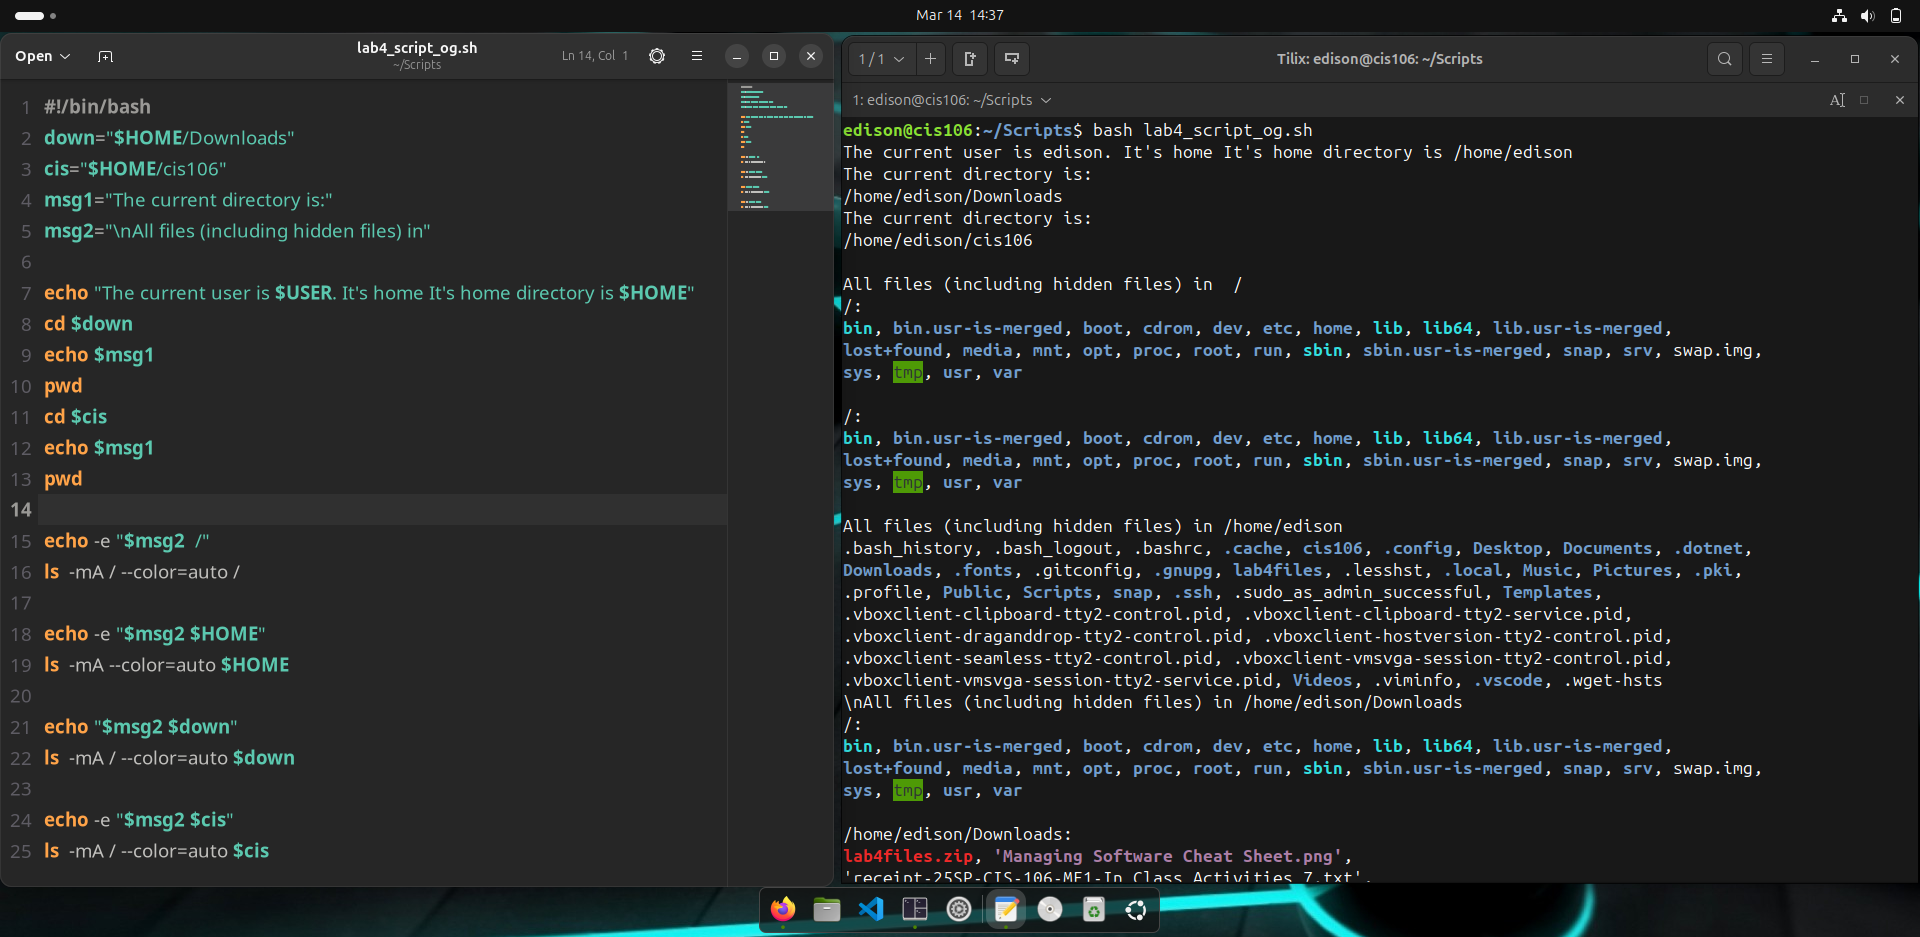 Mar 14 14:37
Open
lab4_script_og.sh
~/Scripts
Ln 14, Col 1
1 #!/bin/bash
2 down="$HOME/Downloads"
3 cis="$HOME/cis106"
4 msg1="The current directory is:"
5 msg2="\nAll files (including hidden files) in"
6
7 echo "The current user is $USER. It's home It's home directory is $HOME"
8 cd $down
9 echo $msg1
10 pwd
11 cd $cis
12 echo $msg1
13 pwd
14
15 echo -e "$msg2  /"
16 ls  -mA / --color=auto /
17
18 echo -e "$msg2 $HOME"
19 ls  -mA --color=auto $HOME
20
21 echo "$msg2 $down"
22 ls  -mA / --color=auto $down
23
24 echo -e "$msg2 $cis"
25 ls  -mA / --color=auto $cis
1 / 1
Tilix: edison@cis106: ~/Scripts
1: edison@cis106: ~/Scripts
edison@cis106:~/Scripts$ bash lab4_script_og.sh
The current user is edison. It's home It's home directory is /home/edison
The current directory is:
/home/edison/Downloads
The current directory is:
/home/edison/cis106
All files (including hidden files) in  /
/:
bin, bin.usr-is-merged, boot, cdrom, dev, etc, home, lib, lib64, lib.usr-is-merged,
lost+found, media, mnt, opt, proc, root, run, sbin, sbin.usr-is-merged, snap, srv, swap.img,
sys, tmp, usr, var
/:
bin, bin.usr-is-merged, boot, cdrom, dev, etc, home, lib, lib64, lib.usr-is-merged,
lost+found, media, mnt, opt, proc, root, run, sbin, sbin.usr-is-merged, snap, srv, swap.img,
sys, tmp, usr, var
All files (including hidden files) in /home/edison
.bash_history, .bash_logout, .bashrc, .cache, cis106, .config, Desktop, Documents, .dotnet,
Downloads, .fonts, .gitconfig, .gnupg, lab4files, .lesshst, .local, Music, Pictures, .pki,
.profile, Public, Scripts, snap, .ssh, .sudo_as_admin_successful, Templates,
.vboxclient-clipboard-tty2-control.pid, .vboxclient-clipboard-tty2-service.pid,
.vboxclient-draganddrop-tty2-control.pid, .vboxclient-hostversion-tty2-control.pid,
.vboxclient-seamless-tty2-control.pid, .vboxclient-vmsvga-session-tty2-control.pid,
.vboxclient-vmsvga-session-tty2-service.pid, Videos, .viminfo, .vscode, .wget-hsts
\nAll files (including hidden files) in /home/edison/Downloads
/:
bin, bin.usr-is-merged, boot, cdrom, dev, etc, home, lib, lib64, lib.usr-is-merged,
lost+found, media, mnt, opt, proc, root, run, sbin, sbin.usr-is-merged, snap, srv, swap.img,
sys, tmp, usr, var
/home/edison/Downloads:
lab4files.zip, 'Managing Software Cheat Sheet.png',
'receipt-25SP-CIS-106-ME1-In Class Activities 7.txt',